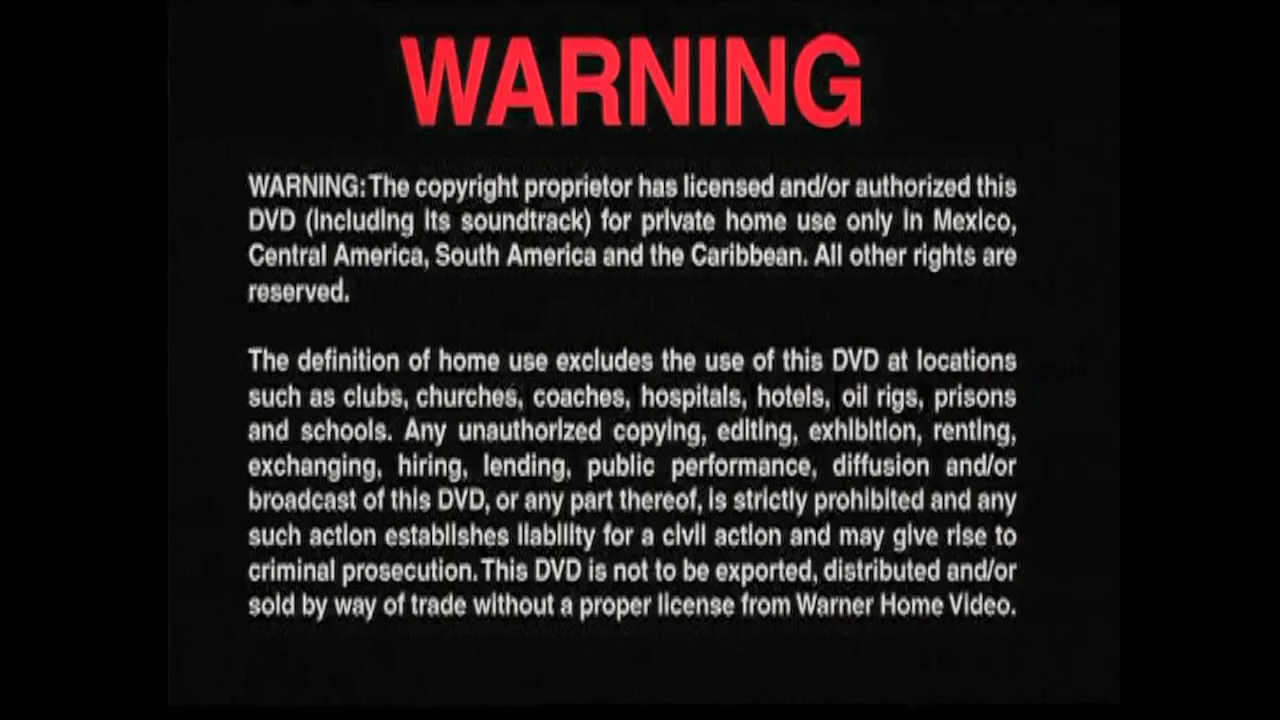 WARNING
WARNING: The copyright proprietor has licensed and/or authorized this
DVD (including its soundtrack) for private home use only in Mexico,
Central America, South America and the Caribbean. All other rights are
reserved.
The definition of home use excludes the use of this DVD at locations
such as clubs, churches, coaches, hospitals, hotels, oil rigs, prisons
and schools. Any unauthorized copying, editing, exhibition, renting,
exchanging, hiring, lending, public performance, diffusion and/or
broadcast of this DVD, or any part thereof, is strictly prohibited and any
such action establishes liability for a civil action and may give rise to
criminal prosecution. This DVD is not to be exported, distributed and/or
sold by way of trade without a proper license from Warner Home Video.